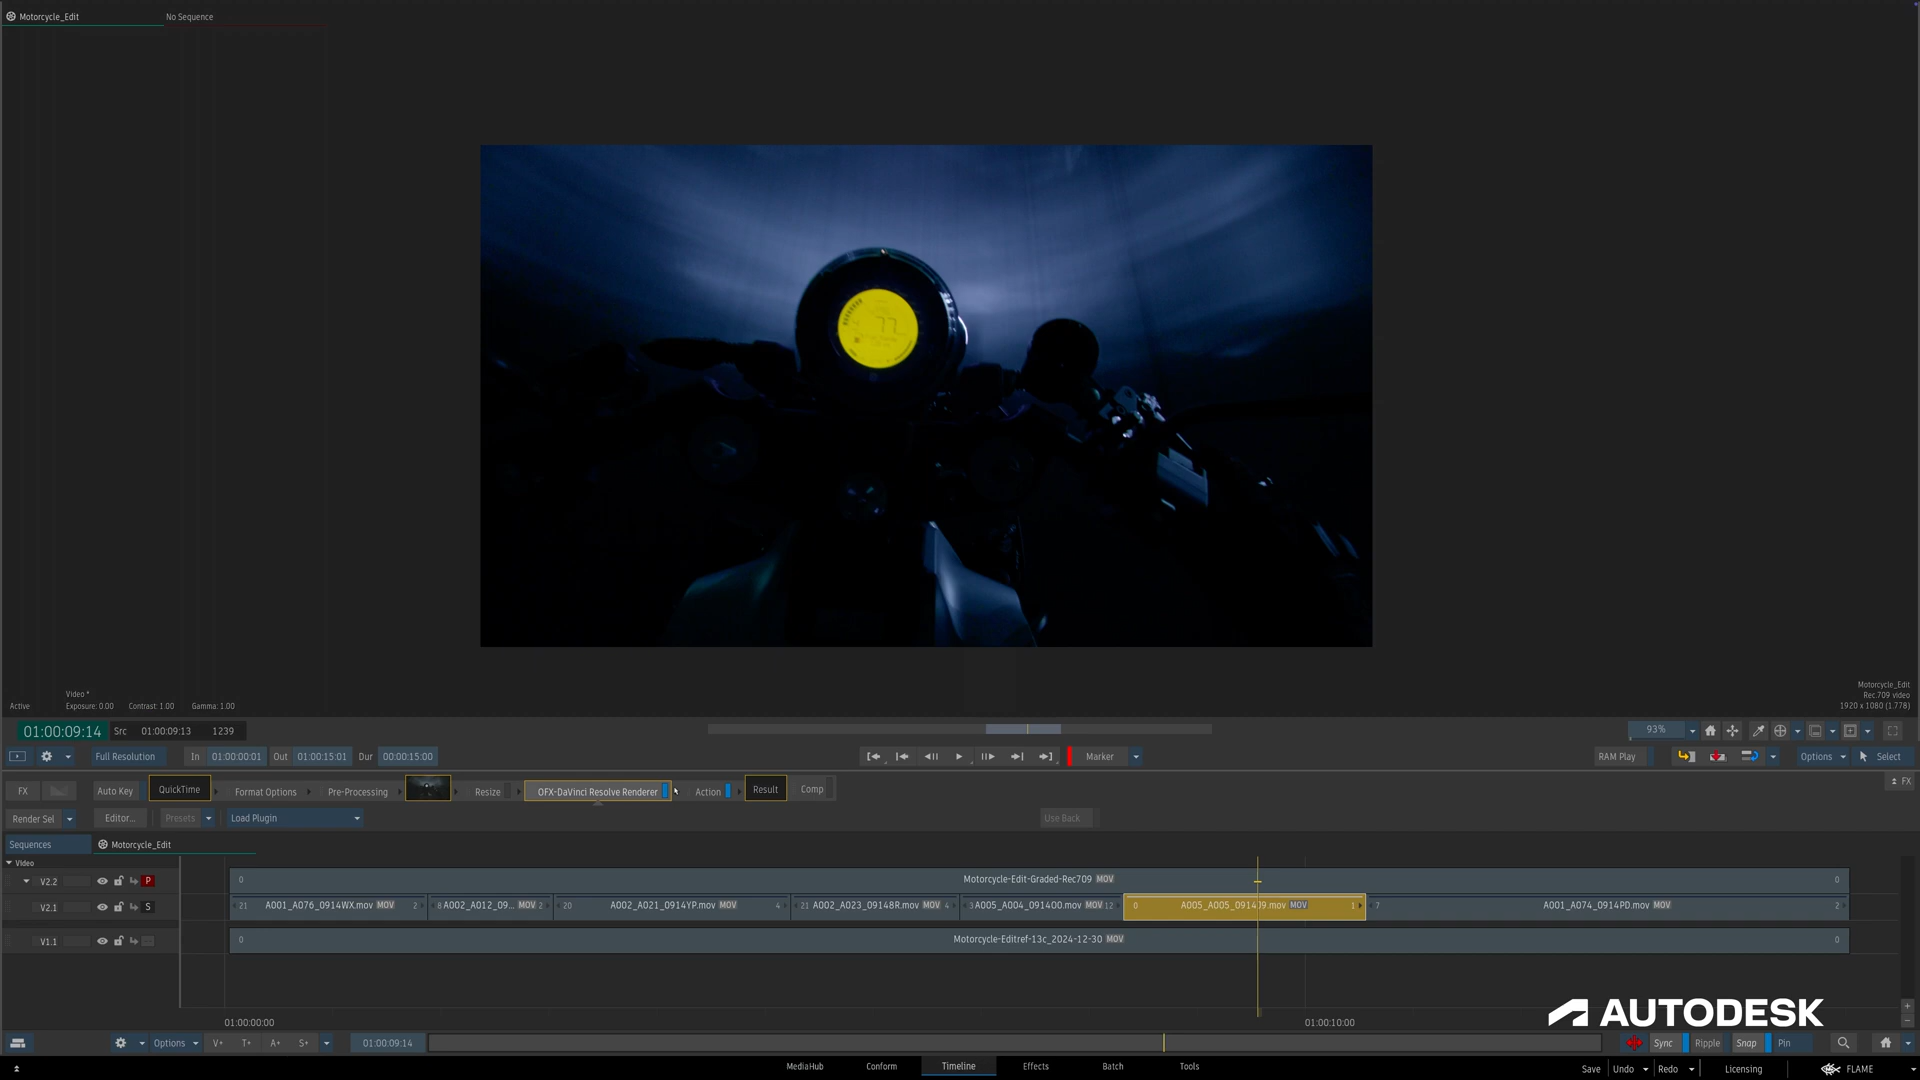 Motorcycle_Edit No Sequence
77
Video *
Active Exposure: 0.00 Contrast: 1.00 Gamma: 1.00
Motorcycle_Edit
Rec.709 video
1920 x 1080 (1.778)
01:00:09:14 Src 01:00:09:13 1239 93%
Full Resolution In 01:00:00:01 Out 01:00:15:01 Dur 00:00:15:00 Marker RAM Play Options Select
FX Auto Key QuickTime Format Options Pre-Processing Resize OFX-DaVinci Resolve Renderer Action Result Comp FX
Render Sel Editor... Presets Load Plugin Use Back
Sequences Motorcycle_Edit
Video
V2.2 P 0 Motorcycle-Edit-Graded-Rec709 MOV 0
V2.1 S 21 A001_A076_0914WX.mov MOV 2 8 A002_A012_09... MOV 2 20 A002_A021_0914YP.mov MOV 4 21 A002_A023_09148R.mov MOV 4 3 A005_A004_0914O0.mov MOV 12 0 A005_A005_0914J9.mov MOV 1 7 A001_A074_0914PD.mov MOV 2
V1.1 0 Motorcycle-Editref-13c_2024-12-30 MOV 0
AUTODESK
01:00:00:00 01:00:10:00
Options V+ T+ A+ S+ 01:00:09:14 Sync Ripple Snap Pin
MediaHub Conform Timeline Effects Batch Tools Save Undo Redo Licensing FLAME